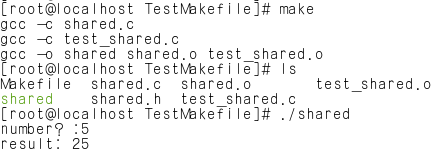 [root@localhost TestMakefile]# make
gcc -c shared.c
gcc -c test_shared.c
gcc -o shared shared.o test_shared.o
[root@localhost TestMakefile]# ls
Makefile shared.c shared.o test_shared.o
shared shared.h test_shared.c
[root@localhost TestMakefile]# ./shared
number? :5
result: 25